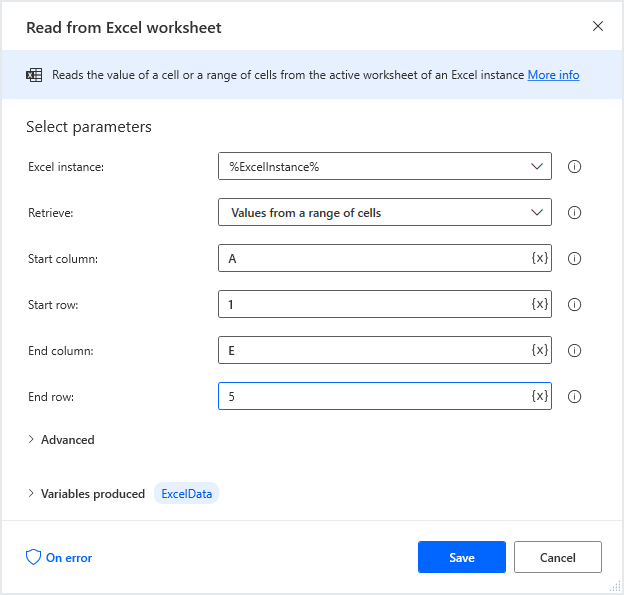 Read from Excel worksheet
Reads the value of a cell or a range of cells from the active worksheet of an Excel instance More info
Select parameters
Excel instance: %ExcelInstance%
Retrieve: Values from a range of cells
Start column: A {x}
Start row: 1 {x}
End column: E {x}
End row: 5 {x}
Advanced
Variables produced ExcelData
On error Save Cancel